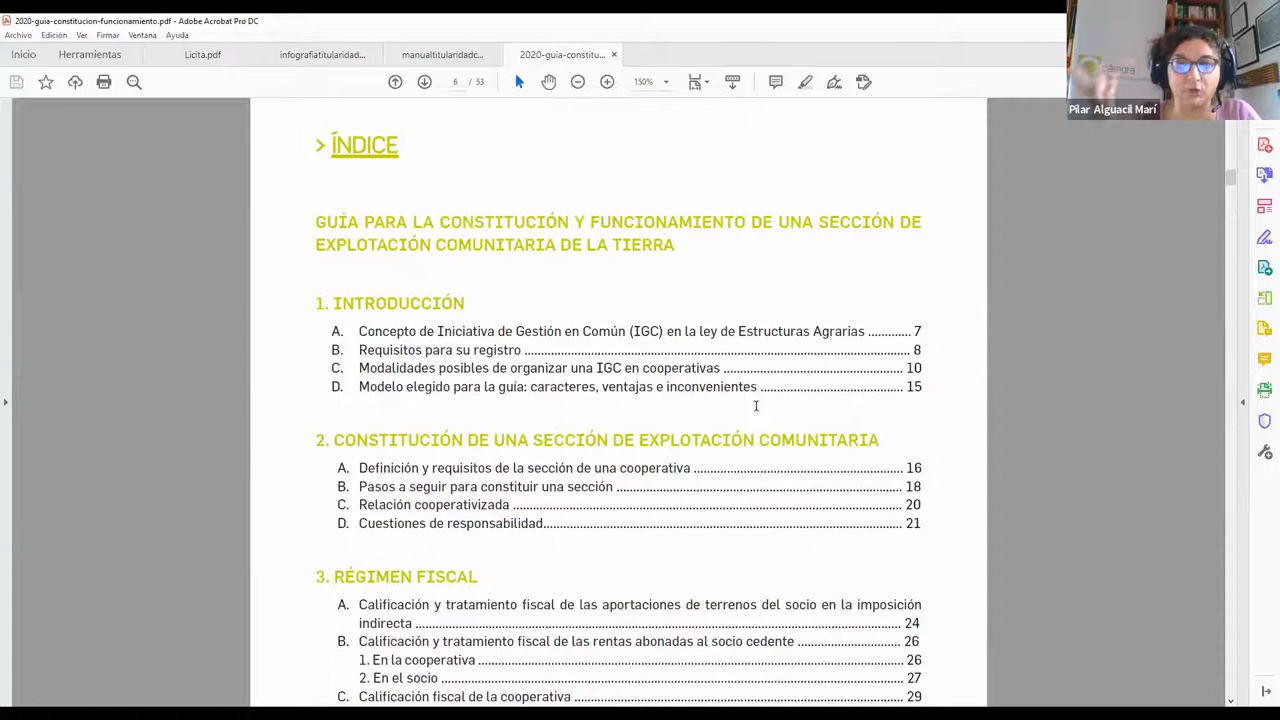 2020-guia-constitucion-funcionamiento.pdf - Adobe Acrobat Pro DC
Archivo Edición Ver Firmar Ventana Ayuda
Inicio Herramientas Licita.pdf infografiatitularidad... manualtitularidadc... 2020-guia-constitu... ×
6 / 53 150%
Pilar Alguacil Marí
> ÍNDICE
GUÍA PARA LA CONSTITUCIÓN Y FUNCIONAMIENTO DE UNA SECCIÓN DE
EXPLOTACIÓN COMUNITARIA DE LA TIERRA
1. INTRODUCCIÓN
A. Concepto de Iniciativa de Gestión en Común (IGC) en la ley de Estructuras Agrarias ............ 7
B. Requisitos para su registro ........................................................................................................ 8
C. Modalidades posibles de organizar una IGC en cooperativas ................................................. 10
D. Modelo elegido para la guía: caracteres, ventajas e inconvenientes ....................................... 15
2. CONSTITUCIÓN DE UNA SECCIÓN DE EXPLOTACIÓN COMUNITARIA
A. Definición y requisitos de la sección de una cooperativa ........................................................ 16
B. Pasos a seguir para constituir una sección .............................................................................. 18
C. Relación cooperativizada .......................................................................................................... 20
D. Cuestiones de responsabilidad.................................................................................................. 21
3. RÉGIMEN FISCAL
A. Calificación y tratamiento fiscal de las aportaciones de terrenos del socio en la imposición
indirecta ......................................................................................................................... 24
B. Calificación y tratamiento fiscal de las rentas abonadas al socio cedente ............................. 26
1. En la cooperativa ................................................................................................................ 26
2. En el socio ......................................................................................................................... 27
C. Calificación fiscal de la cooperativa ........................................................................................ 29